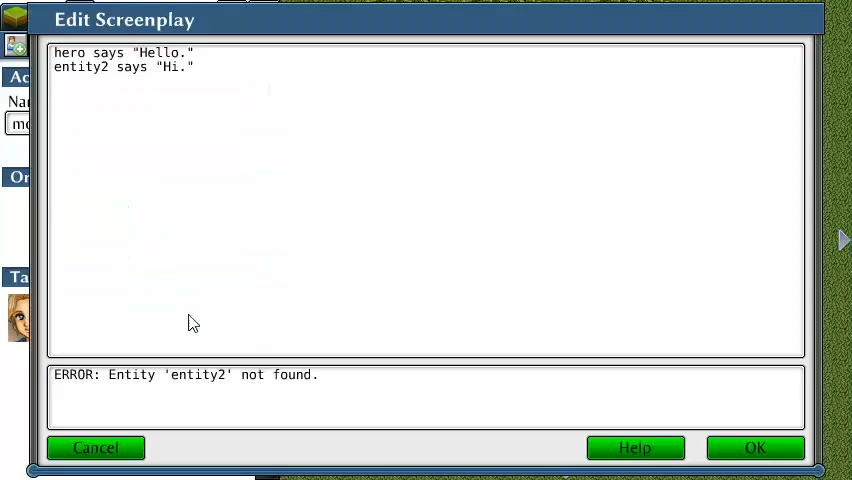 Edit Screenplay
hero says "Hello."
entity2 says "Hi."
ERROR: Entity 'entity2' not found.
Cancel
Help
OK